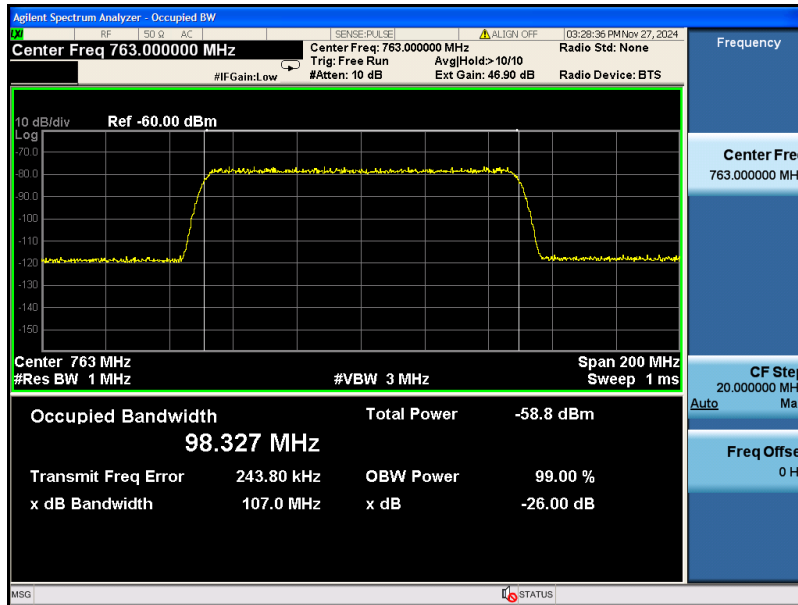 Agilent Spectrum Analyzer - Occupied BW
LXI RF 50 Ω AC SENSE:PULSE ALIGN OFF 03:28:36 PM Nov 27, 2024
Center Freq 763.000000 MHz
#IFGain:Low
Center Freq: 763.000000 MHz
Trig: Free Run Avg|Hold:>10/10
#Atten: 10 dB Ext Gain: 46.90 dB
Radio Std: None
Radio Device: BTS
10 dB/div Ref -60.00 dBm
Log
-70.0
-80.0
-90.0
-100
-110
-120
-130
-140
-150
Center 763 MHz Span 200 MHz
#Res BW 1 MHz #VBW 3 MHz Sweep 1 ms
Occupied Bandwidth Total Power -58.8 dBm
98.327 MHz
Transmit Freq Error 243.80 kHz OBW Power 99.00 %
x dB Bandwidth 107.0 MHz x dB -26.00 dB
MSG STATUS
Frequency
Center Fre
763.000000 MH
CF Step
20.000000 MH
Auto Ma
Freq Offse
0 H